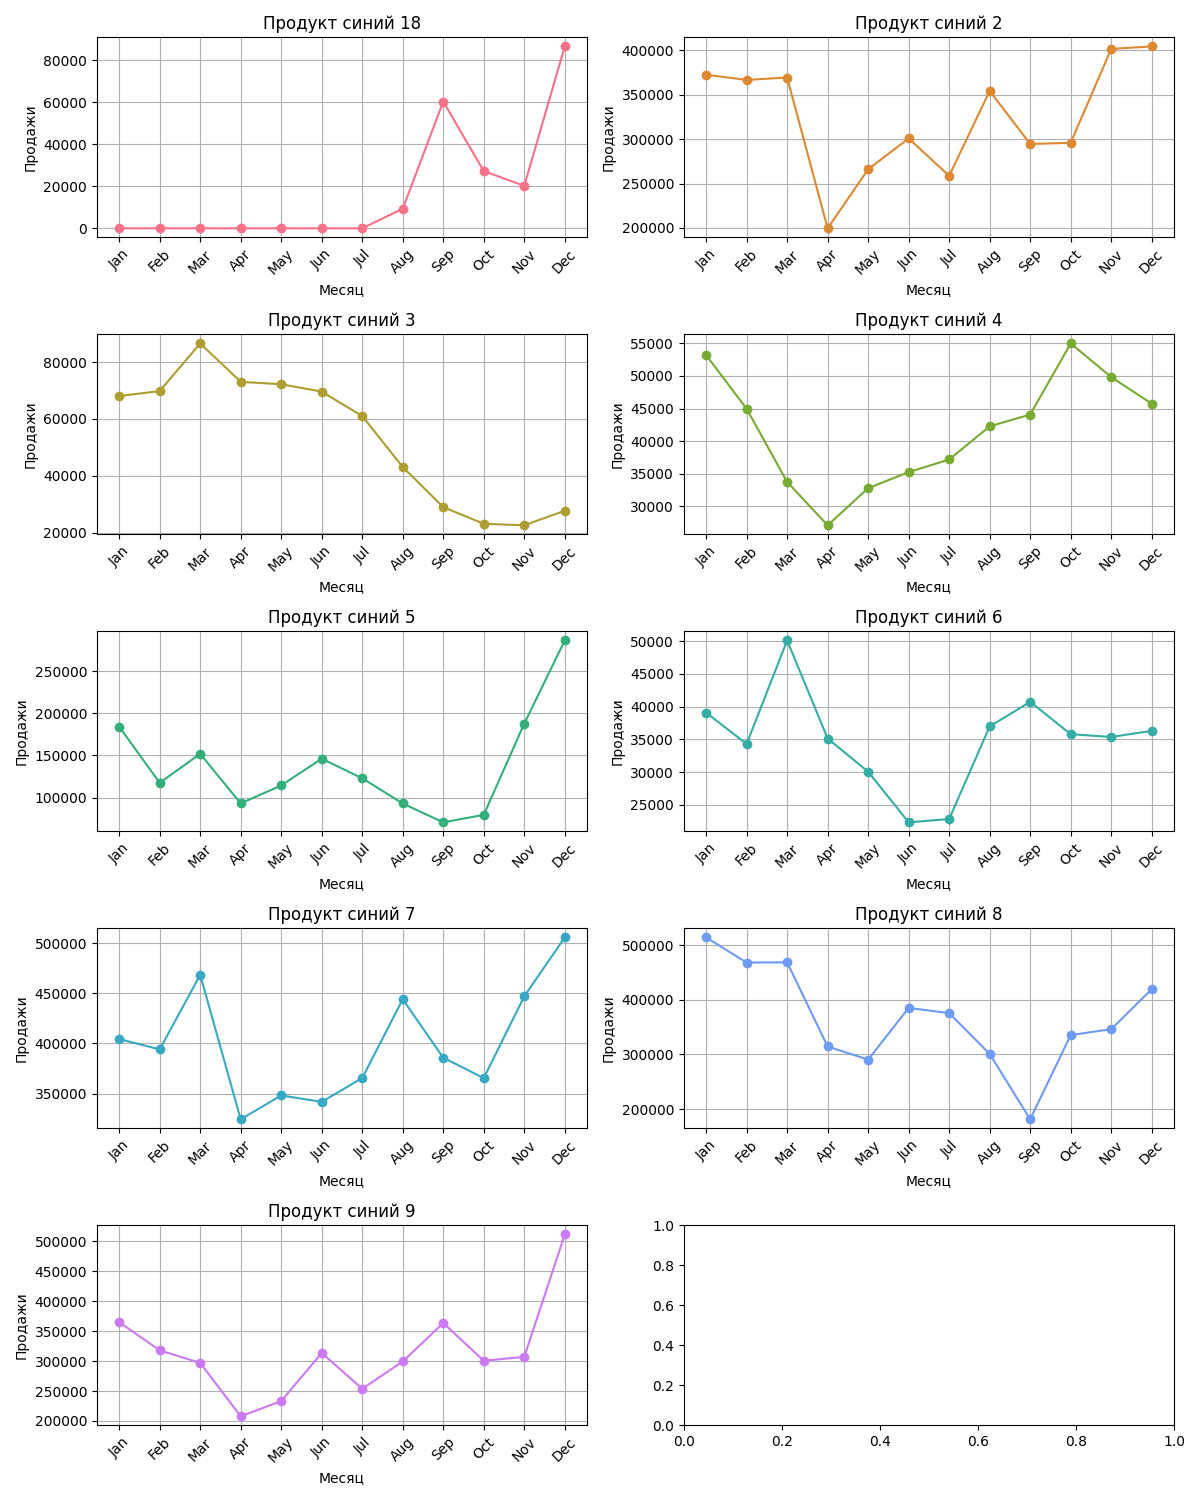 Продукт синий 18
Продажи
80000
60000
40000
20000
0
Jan Feb Mar Apr May Jun Jul Aug Sep Oct Nov Dec
Месяц
Продукт синий 2
Продажи
400000
350000
300000
250000
200000
Jan Feb Mar Apr May Jun Jul Aug Sep Oct Nov Dec
Месяц
Продукт синий 3
Продажи
80000
60000
40000
20000
Jan Feb Mar Apr May Jun Jul Aug Sep Oct Nov Dec
Месяц
Продукт синий 4
Продажи
55000
50000
45000
40000
35000
30000
Jan Feb Mar Apr May Jun Jul Aug Sep Oct Nov Dec
Месяц
Продукт синий 5
Продажи
250000
200000
150000
100000
Jan Feb Mar Apr May Jun Jul Aug Sep Oct Nov Dec
Месяц
Продукт синий 6
Продажи
50000
45000
40000
35000
30000
25000
Jan Feb Mar Apr May Jun Jul Aug Sep Oct Nov Dec
Месяц
Продукт синий 7
Продажи
500000
450000
400000
350000
Jan Feb Mar Apr May Jun Jul Aug Sep Oct Nov Dec
Месяц
Продукт синий 8
Продажи
500000
400000
300000
200000
Jan Feb Mar Apr May Jun Jul Aug Sep Oct Nov Dec
Месяц
Продукт синий 9
Продажи
500000
450000
400000
350000
300000
250000
200000
Jan Feb Mar Apr May Jun Jul Aug Sep Oct Nov Dec
Месяц
1.0
0.8
0.6
0.4
0.2
0.0
0.0 0.2 0.4 0.6 0.8 1.0